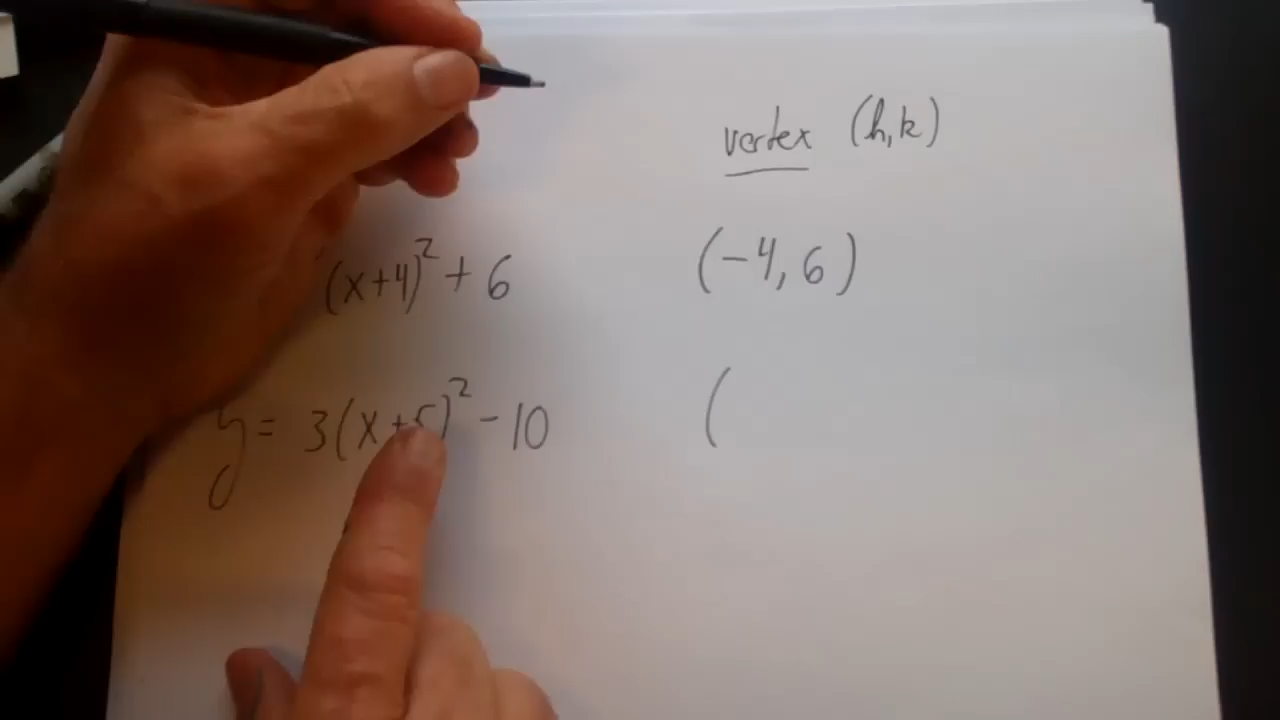 vertex (h,k)
(x+4)² + 6 (-4, 6)
y = 3(x+5)² - 10 (